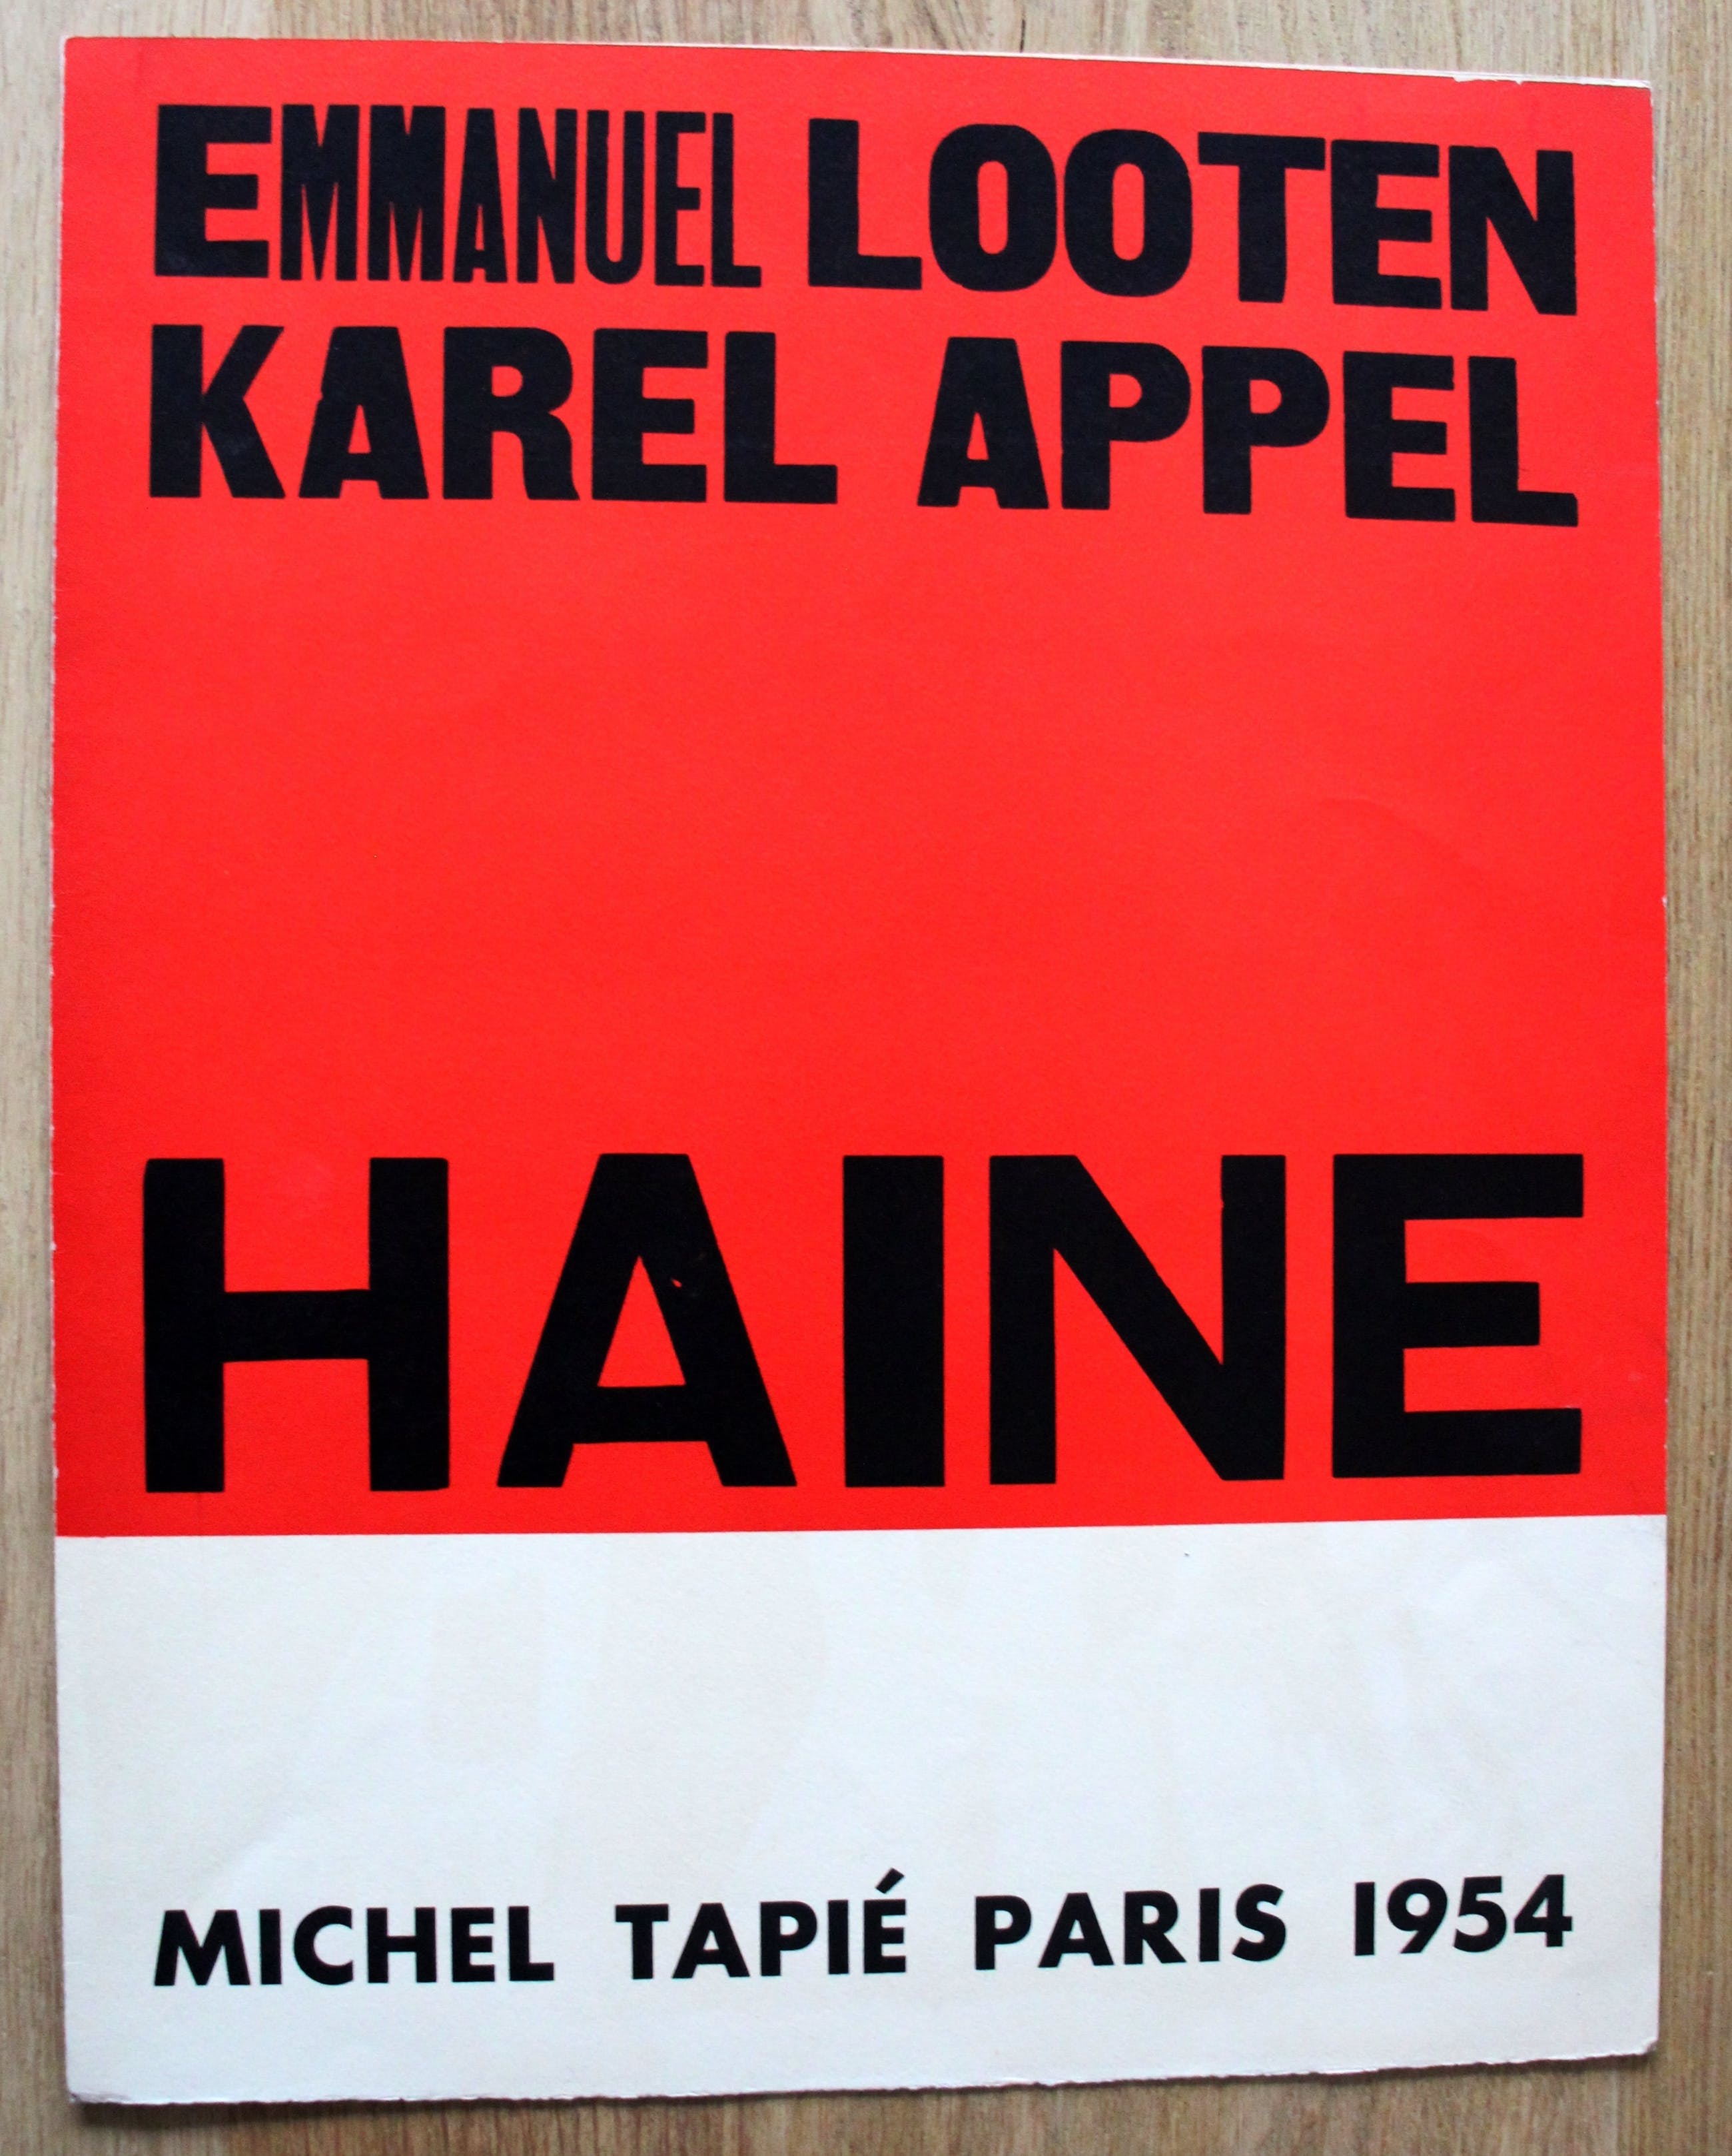 EMMANUEL LOOTEN
KAREL APPEL
HAINE
MICHEL TAPIÉ PARIS 1954